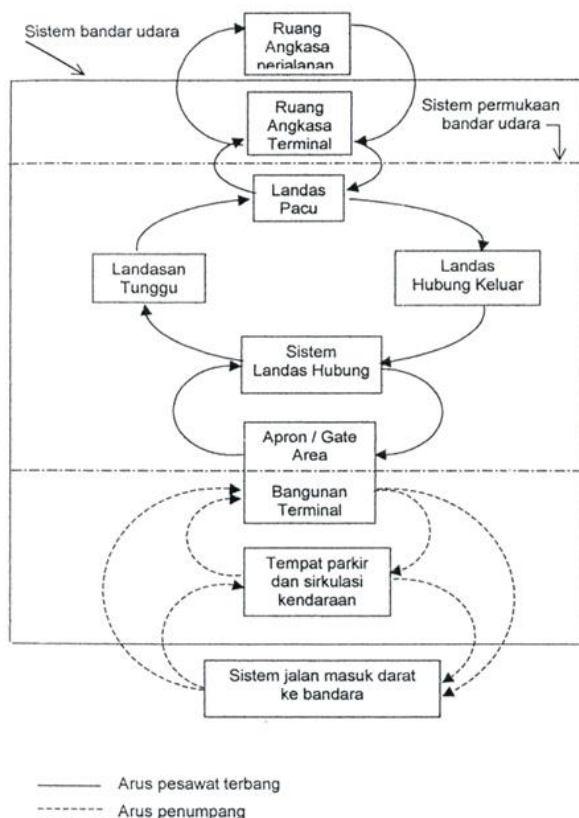 Sistem bandar udara
Ruang
Angkasa
perjalanan
Ruang
Angkasa
Terminal
Sistem permukaan
bandar udara
Landas
Pacu
Landasan
Tunggu
Landas
Hubung Keluar
Sistem
Landas Hubung
Apron / Gate
Area
Bangunan
Terminal
Tempat parkir
dan sirkulasi
kendaraan
Sistem jalan masuk darat
ke bandara
Arus pesawat terbang
Arus penumpang